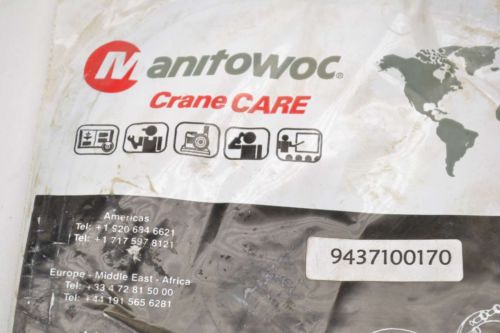 Manitowoc®
Crane CARE
Americas
Tel: +1 920 684 6621
Tel: +1 717 597 8121
9437100170
Europe - Middle East - Africa
Tel: +33 4 72 81 50 00
Tel: +44 191 565 6281